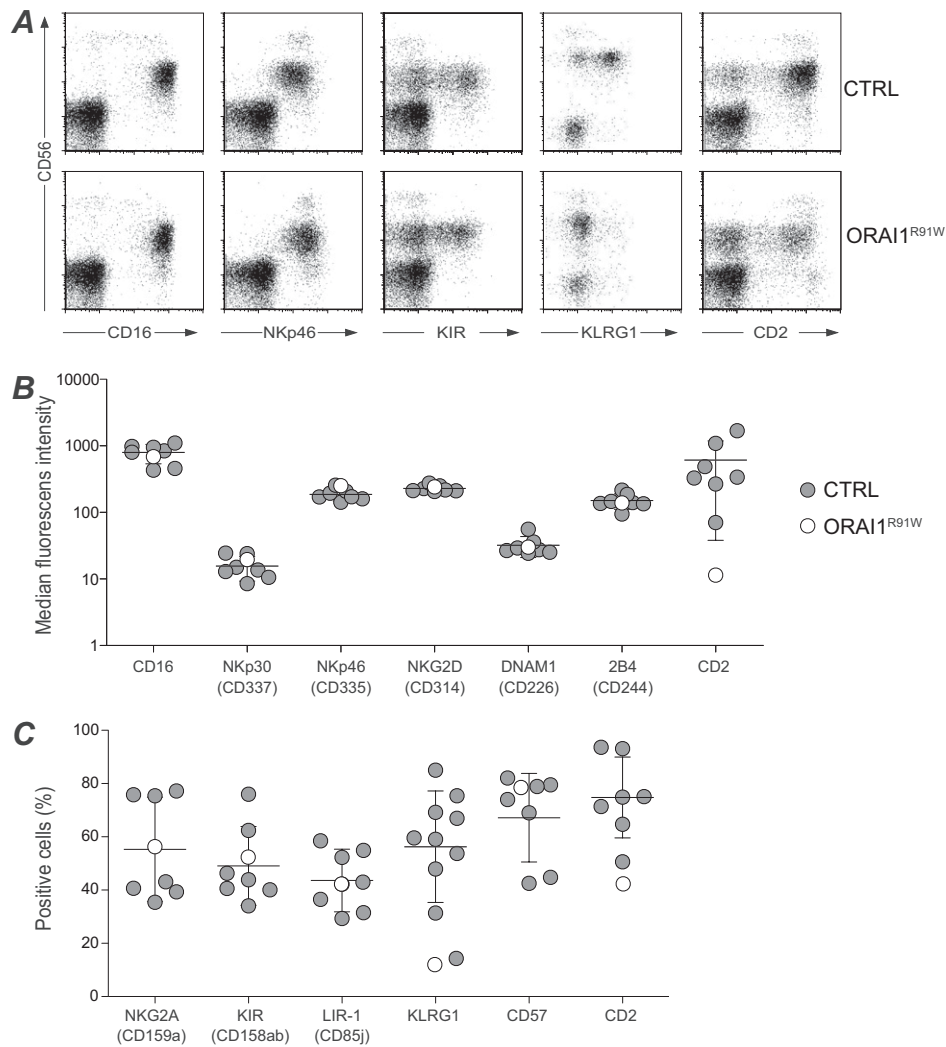 A
CD56
CTRL
ORAI1R91W
CD16
NKp46
KIR
KLRG1
CD2
B
Median fluorescens intensity
10000
1000
100
10
1
CD16
NKp30
(CD337)
NKp46
(CD335)
NKG2D
(CD314)
DNAM1
(CD226)
2B4
(CD244)
CD2
CTRL
ORAI1R91W
C
Positive cells (%)
100
80
60
40
20
0
NKG2A
(CD159a)
KIR
(CD158ab)
LIR-1
(CD85j)
KLRG1
CD57
CD2